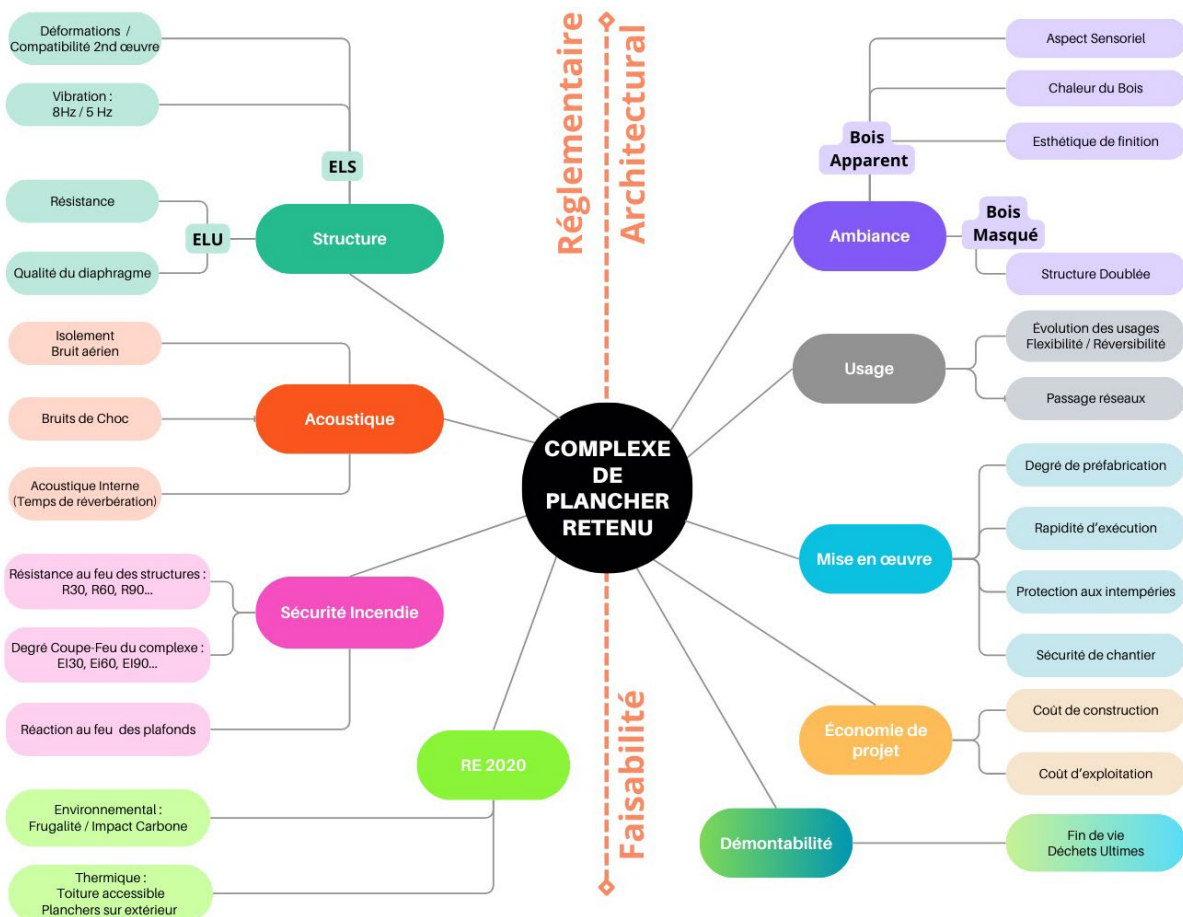 Réglementaire
Architectural
Faisabilité
COMPLEXE
DE
PLANCHER
RETENU
Structure
ELS
Déformations /
Compatibilité 2nd œuvre
Vibration :
8Hz / 5 Hz
ELU
Résistance
Qualité du diaphragme
Acoustique
Isolement
Bruit aérien
Bruits de Choc
Acoustique Interne
(Temps de réverbération)
Sécurité Incendie
Résistance au feu des structures :
R30, R60, R90...
Degré Coupe-Feu du complexe :
EI30, Ei60, EI90...
Réaction au feu des plafonds
RE 2020
Environnemental :
Frugalité / Impact Carbone
Thermique :
Toiture accessible
Planchers sur extérieur
Ambiance
Bois
Apparent
Aspect Sensoriel
Chaleur du Bois
Esthétique de finition
Bois
Masqué
Structure Doublée
Usage
Évolution des usages
Flexibilité / Réversibilité
Passage réseaux
Mise en œuvre
Degré de préfabrication
Rapidité d'exécution
Protection aux intempéries
Sécurité de chantier
Économie de
projet
Coût de construction
Coût d'exploitation
Démontabilité
Fin de vie
Déchets Ultimes